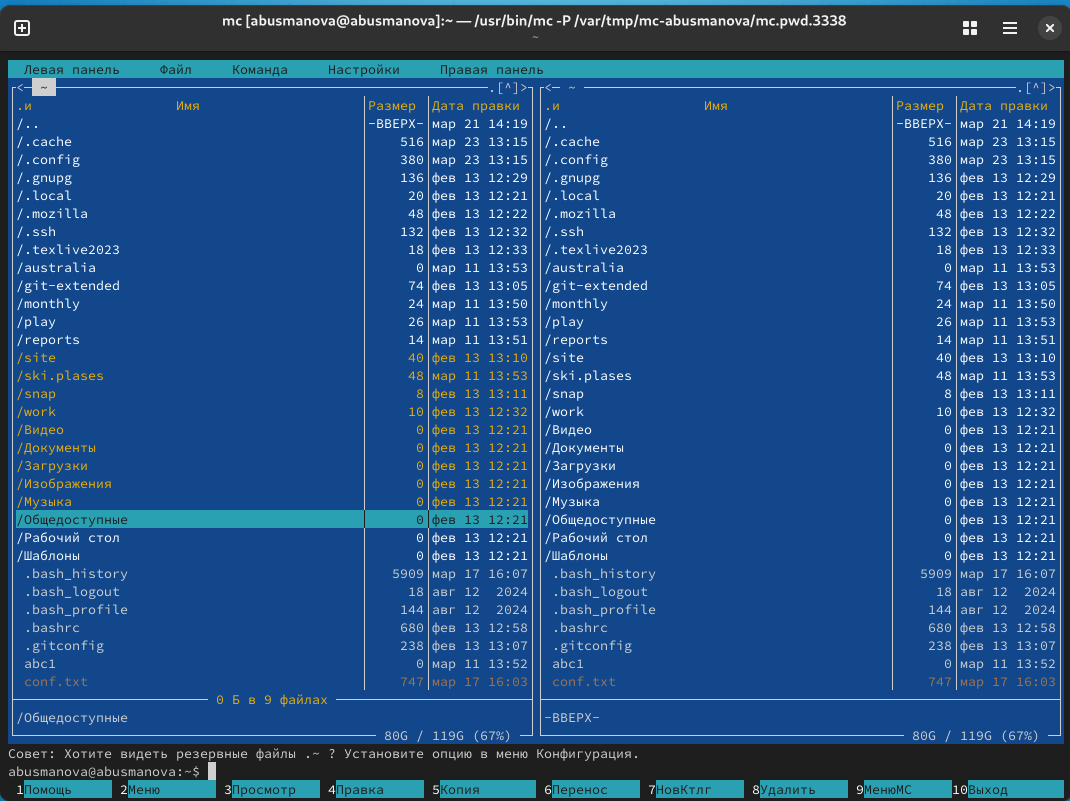 mc [abusmanova@abusmanova]:~ — /usr/bin/mc -P /var/tmp/mc-abusmanova/mc.pwd.3338
~
Левая панель Файл Команда Настройки Правая панель
<─ ~ .[^]> <─ ~ .[^]>
.и Имя Размер Дата правки .и Имя Размер Дата правки
/.. -ВВЕРХ- мар 21 14:19 /.. -ВВЕРХ- мар 21 14:19
/.cache 516 мар 23 13:15 /.cache 516 мар 23 13:15
/.config 380 мар 23 13:15 /.config 380 мар 23 13:15
/.gnupg 136 фев 13 12:29 /.gnupg 136 фев 13 12:29
/.local 20 фев 13 12:21 /.local 20 фев 13 12:21
/.mozilla 48 фев 13 12:22 /.mozilla 48 фев 13 12:22
/.ssh 132 фев 13 12:32 /.ssh 132 фев 13 12:32
/.texlive2023 18 фев 13 12:33 /.texlive2023 18 фев 13 12:33
/australia 0 мар 11 13:53 /australia 0 мар 11 13:53
/git-extended 74 фев 13 13:05 /git-extended 74 фев 13 13:05
/monthly 24 мар 11 13:50 /monthly 24 мар 11 13:50
/play 26 мар 11 13:53 /play 26 мар 11 13:53
/reports 14 мар 11 13:51 /reports 14 мар 11 13:51
/site 40 фев 13 13:10 /site 40 фев 13 13:10
/ski.plases 48 мар 11 13:53 /ski.plases 48 мар 11 13:53
/snap 8 фев 13 13:11 /snap 8 фев 13 13:11
/work 10 фев 13 12:32 /work 10 фев 13 12:32
/Видео 0 фев 13 12:21 /Видео 0 фев 13 12:21
/Документы 0 фев 13 12:21 /Документы 0 фев 13 12:21
/Загрузки 0 фев 13 12:21 /Загрузки 0 фев 13 12:21
/Изображения 0 фев 13 12:21 /Изображения 0 фев 13 12:21
/Музыка 0 фев 13 12:21 /Музыка 0 фев 13 12:21
/Общедоступные 0 фев 13 12:21 /Общедоступные 0 фев 13 12:21
/Рабочий стол 0 фев 13 12:21 /Рабочий стол 0 фев 13 12:21
/Шаблоны 0 фев 13 12:21 /Шаблоны 0 фев 13 12:21
.bash_history 5909 мар 17 16:07 .bash_history 5909 мар 17 16:07
.bash_logout 18 авг 12 2024 .bash_logout 18 авг 12 2024
.bash_profile 144 авг 12 2024 .bash_profile 144 авг 12 2024
.bashrc 680 фев 13 12:58 .bashrc 680 фев 13 12:58
.gitconfig 238 фев 13 13:07 .gitconfig 238 фев 13 13:07
abc1 0 мар 11 13:52 abc1 0 мар 11 13:52
conf.txt 747 мар 17 16:03 conf.txt 747 мар 17 16:03
0 Б в 9 файлах
/Общедоступные -ВВЕРХ-
80G / 119G (67%) 80G / 119G (67%)
Совет: Хотите видеть резервные файлы .~ ? Установите опцию в меню Конфигурация.
abusmanova@abusmanova:~$
1Помощь 2Меню 3Просмотр 4Правка 5Копия 6Перенос 7НовКтлг 8Удалить 9МенюMC 10Выход